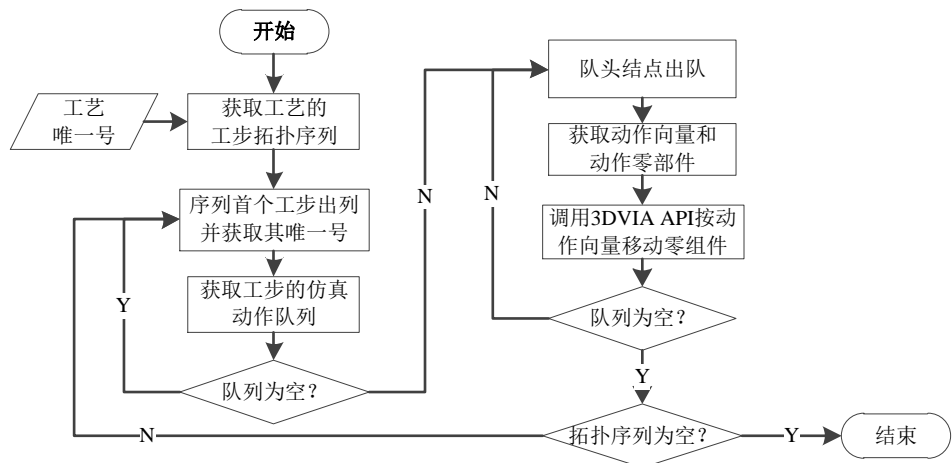 开始
工艺
唯一号
获取工艺的
工步拓扑序列
序列首个工步出列
并获取其唯一号
获取工步的仿真
动作队列
队列为空？
Y
N
队头结点出队
获取动作向量和
动作零部件
调用3DVIA API按动
作向量移动零组件
队列为空？
N
Y
拓扑序列为空？
N
Y
结束